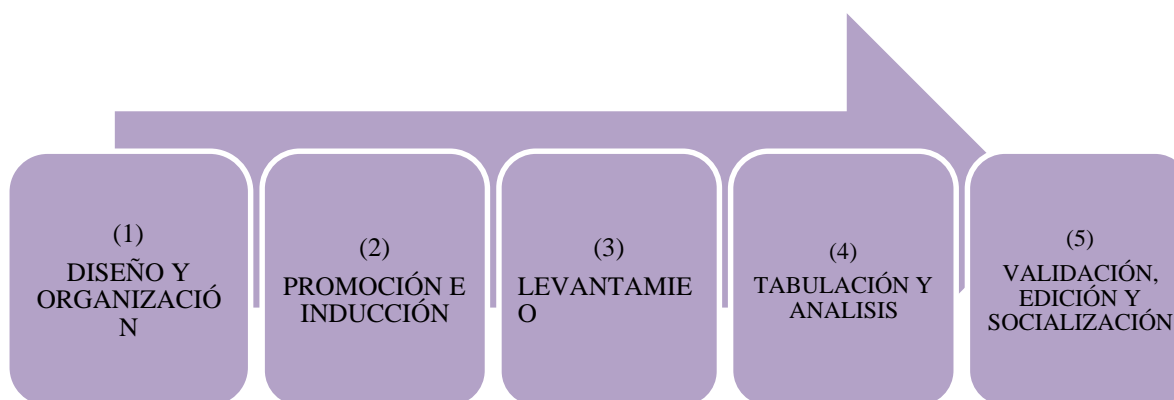 (1)
DISEÑO Y
ORGANIZACIÓ
N
(2)
PROMOCIÓN E
INDUCCIÓN
(3)
LEVANTAMIE
O
(4)
TABULACIÓN Y
ANALISIS
(5)
VALIDACIÓN,
EDICIÓN Y
SOCIALIZACIÓN